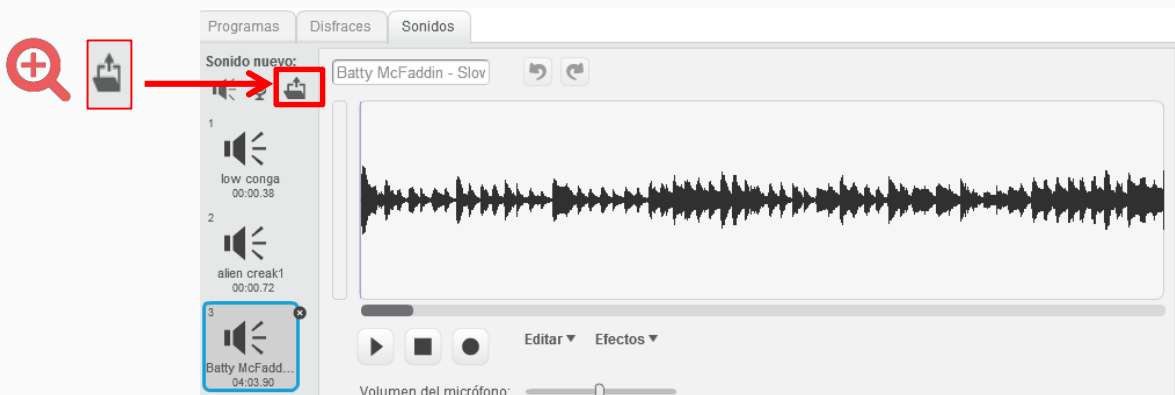 Programas
Disfraces
Sonidos
Sonido nuevo:
Batty McFaddin - Slow
1
low conga
00:00.38
2
alien creak1
00:00.72
3
Batty McFadd...
04:03.90
Editar
Efectos
Volumen del micrófono: